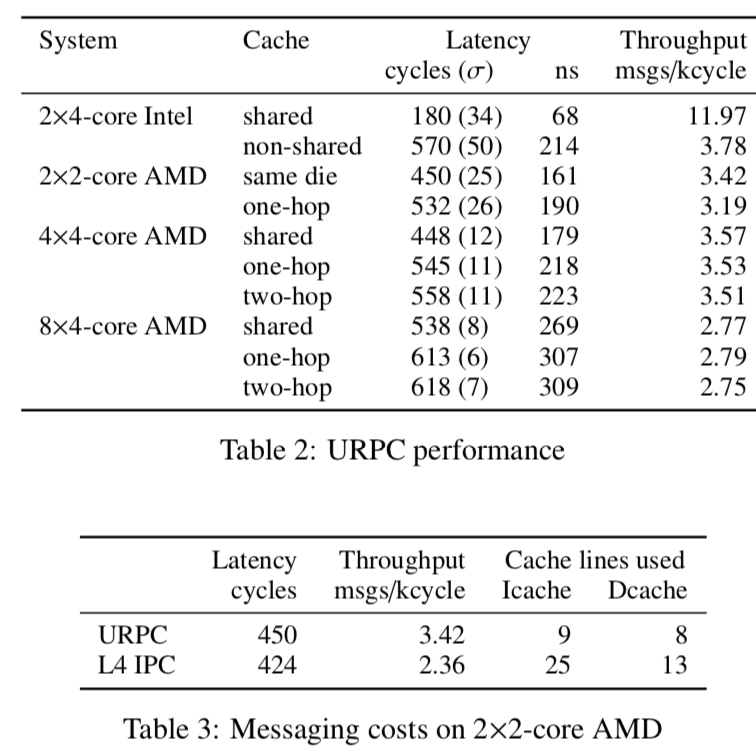 System Cache Latency Throughput
cycles (σ) ns msgs/kcycle
2×4-core Intel shared 180 (34) 68 11.97
non-shared 570 (50) 214 3.78
2×2-core AMD same die 450 (25) 161 3.42
one-hop 532 (26) 190 3.19
4×4-core AMD shared 448 (12) 179 3.57
one-hop 545 (11) 218 3.53
two-hop 558 (11) 223 3.51
8×4-core AMD shared 538 (8) 269 2.77
one-hop 613 (6) 307 2.79
two-hop 618 (7) 309 2.75
Table 2: URPC performance
Latency Throughput Cache lines used
cycles msgs/kcycle Icache Dcache
URPC 450 3.42 9 8
L4 IPC 424 2.36 25 13
Table 3: Messaging costs on 2×2-core AMD